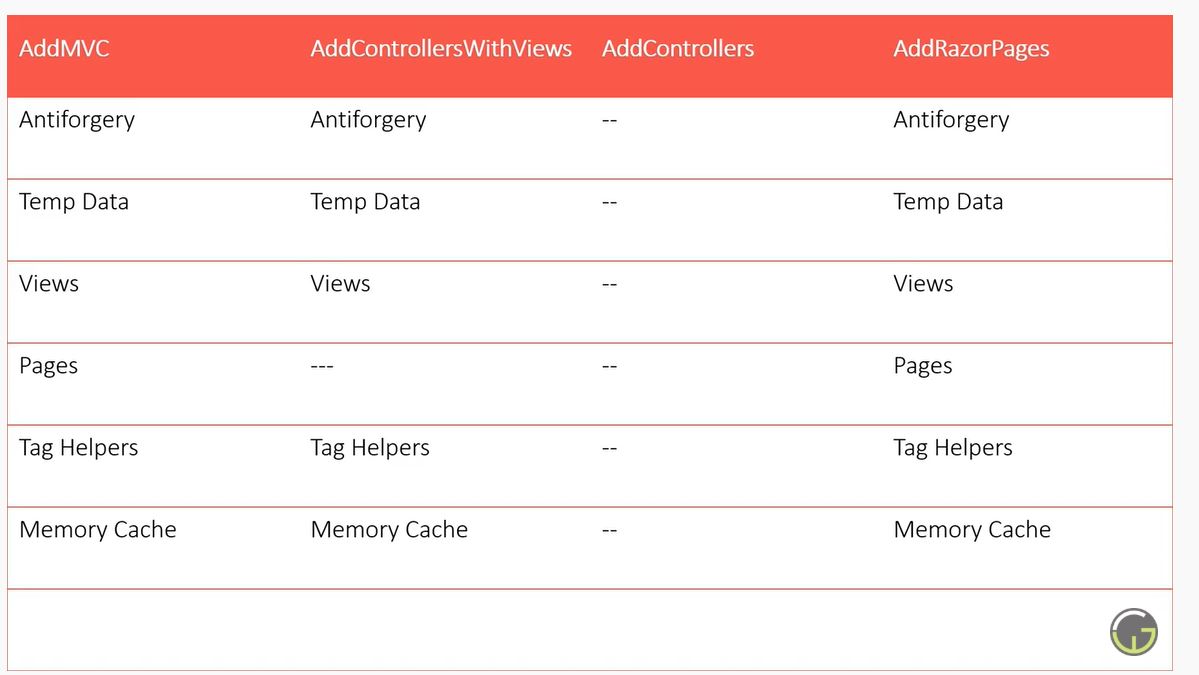 AddMVC AddControllersWithViews AddControllers AddRazorPages
Antiforgery Antiforgery -- Antiforgery
Temp Data Temp Data -- Temp Data
Views Views -- Views
Pages --- -- Pages
Tag Helpers Tag Helpers -- Tag Helpers
Memory Cache Memory Cache -- Memory Cache